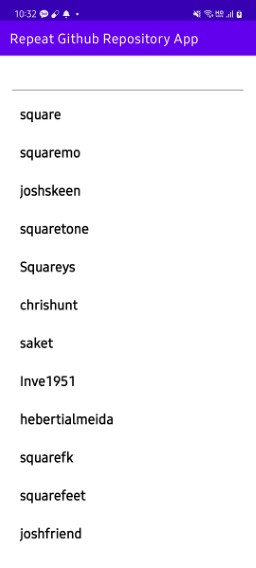 10:32
Repeat Github Repository App
square
squaremo
joshskeen
squaretone
Squareys
chrishunt
saket
Inve1951
hebertialmeida
squarefk
squarefeet
joshfriend